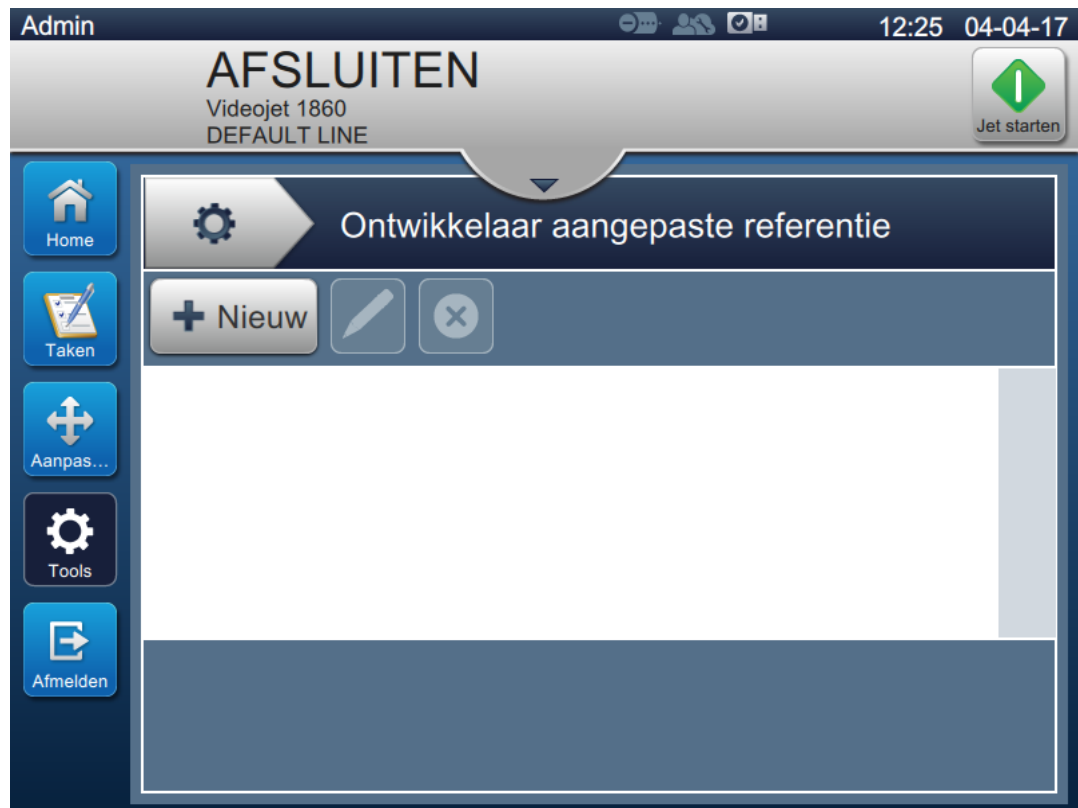 Admin 12:25 04-04-17
AFSLUITEN
Videojet 1860
DEFAULT LINE
Jet starten
Home
Ontwikkelaar aangepaste referentie
Taken
Nieuw
Aanpas...
Tools
Afmelden